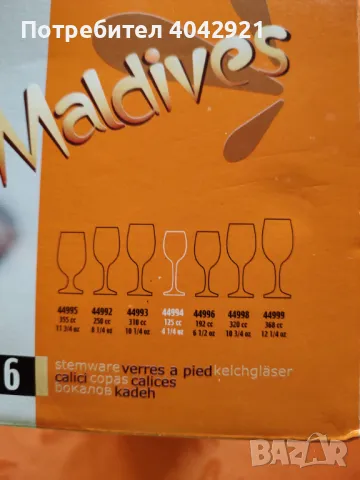 Потребител 4042921
Maldives
44995 44992 44993 44994 44996 44998 44999
355 cc 250 cc 310 cc 125 cc 192 cc 320 cc 368 cc
11 3/4 oz 8 1/4 oz 10 1/4 oz 4 1/4 oz 6 1/2 oz 10 3/4 oz 12 1/4 oz
6 stemware verres a pied kelchgläser
calici copas calices
бокалов kadeh
BAZAR